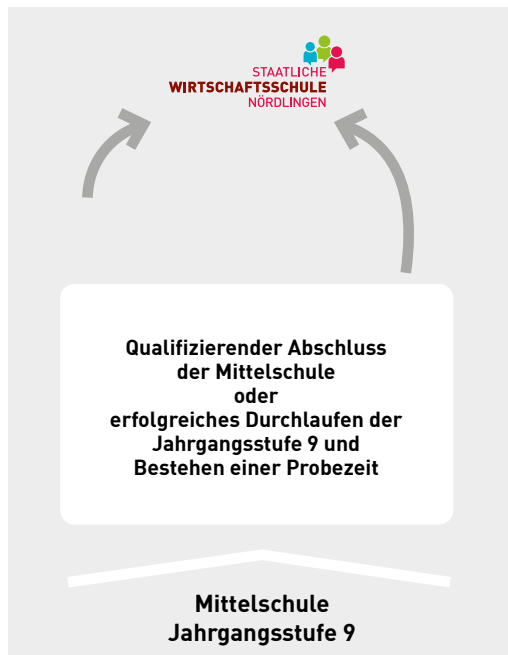 STAATLICHE
WIRTSCHAFTSSCHULE
NÖRDLINGEN
Qualifizierender Abschluss
der Mittelschule
oder
erfolgreiches Durchlaufen der
Jahrgangsstufe 9 und
Bestehen einer Probezeit
Mittelschule
Jahrgangsstufe 9